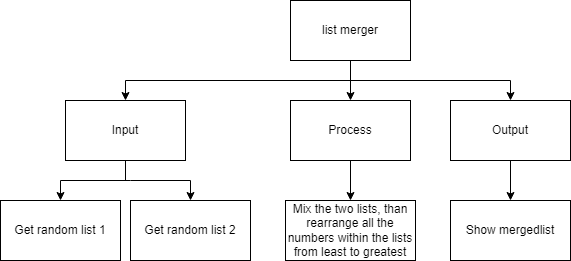 list merger
Input
Process
Output
Get random list 1
Get random list 2
Mix the two lists, than
rearrange all the
numbers within the lists
from least to greatest
Show mergedlist